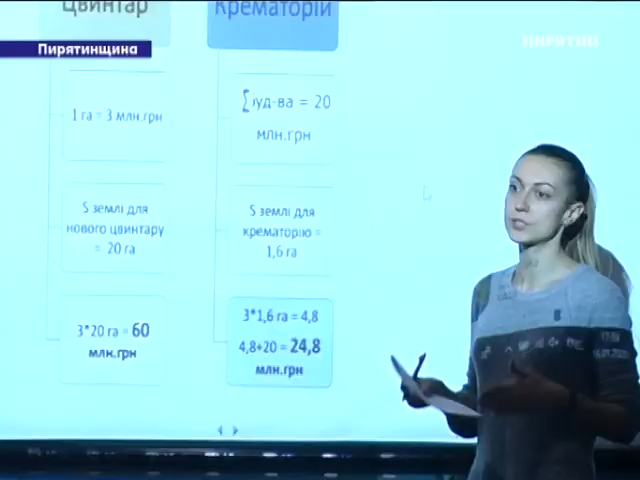 Цвинтар
Крематорій
Пирятинщина
ПИРЯТИН
1 га = 3 млн.грн
S землі для
нового цвинтару
= 20 га
3*20 га = 60
млн.грн
∑ буд-ва = 20
млн.грн
S землі для
крематорію =
1,6 га
3*1,6 га = 4,8
4,8+20 = 24,8
млн.грн